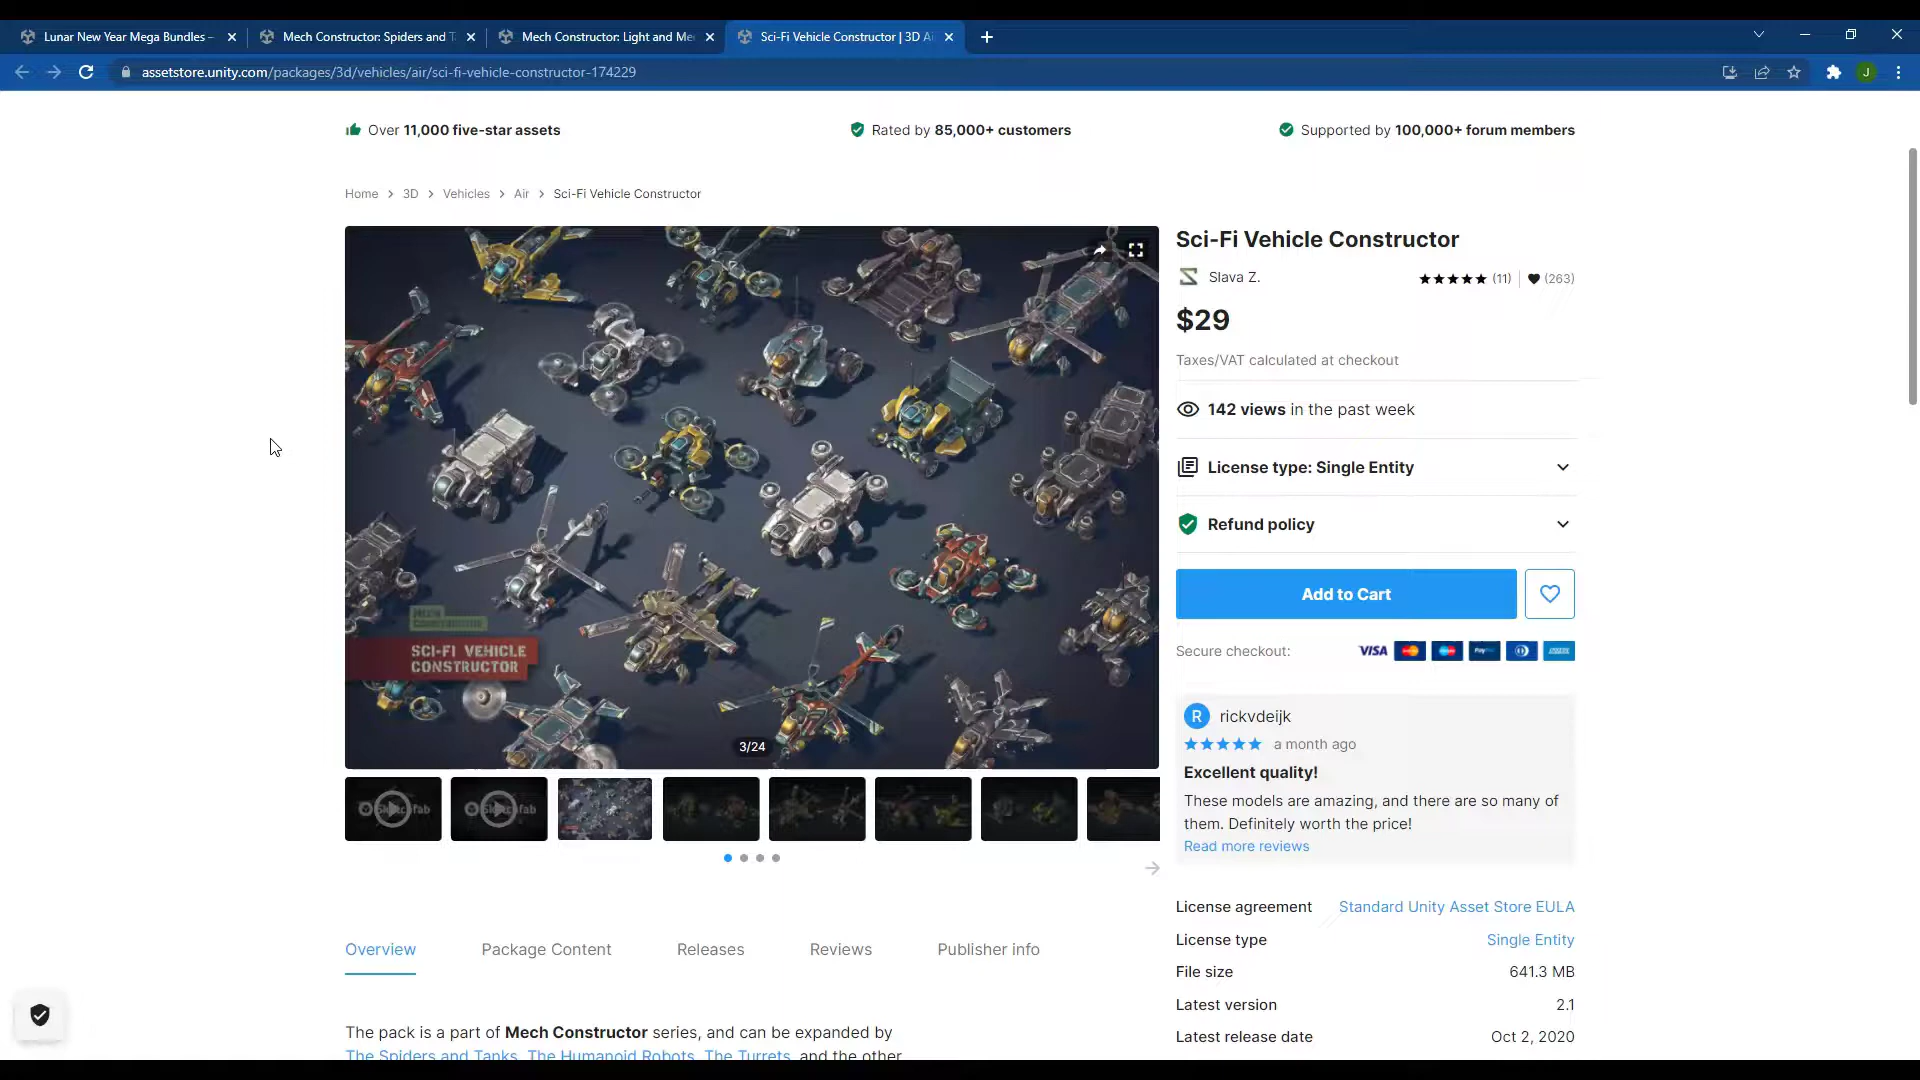 Lunar New Year Mega Bundles –
Mech Constructor: Spiders and T
Mech Constructor: Light and Me
Sci-Fi Vehicle Constructor | 3D Ai
assetstore.unity.com/packages/3d/vehicles/air/sci-fi-vehicle-constructor-174229
J
Over 11,000 five-star assets
Rated by 85,000+ customers
Supported by 100,000+ forum members
Home > 3D > Vehicles > Air > Sci-Fi Vehicle Constructor
Sci-Fi Vehicle Constructor
Slava Z.
(11)
(263)
$29
Taxes/VAT calculated at checkout
142 views in the past week
License type: Single Entity
Refund policy
Add to Cart
MECH
CONSTRUCTOR
SCI-FI VEHICLE
CONSTRUCTOR
3/24
Secure checkout:
VISA
PayPal
R
rickvdeijk
a month ago
Excellent quality!
These models are amazing, and there are so many of
them. Definitely worth the price!
Read more reviews
Sketchfab
Sketchfab
License agreement
Standard Unity Asset Store EULA
License type
Single Entity
File size
641.3 MB
Latest version
2.1
Latest release date
Oct 2, 2020
Overview
Package Content
Releases
Reviews
Publisher info
The pack is a part of Mech Constructor series, and can be expanded by
The Spiders and Tanks, The Humanoid Robots, The Turrets, and the other